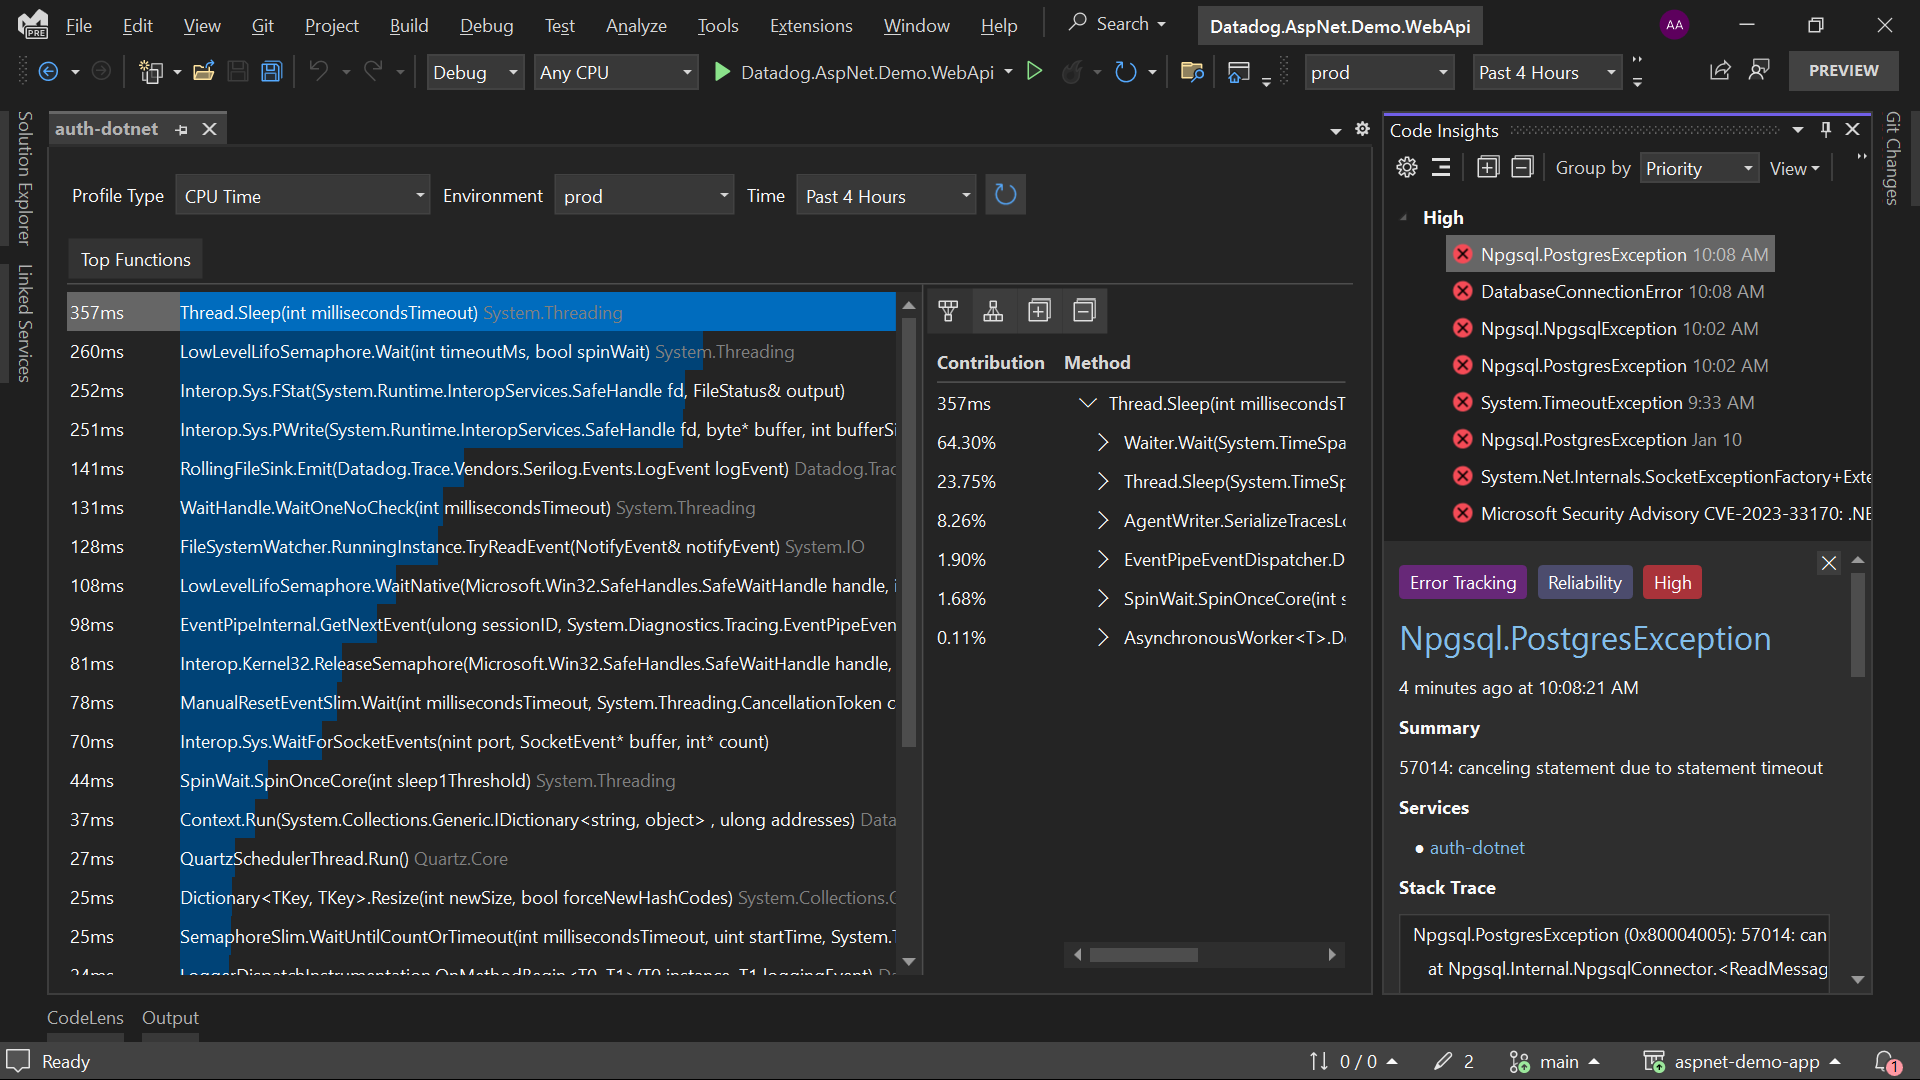 File Edit View Git Project Build Debug Test Analyze Tools Extensions Window Help Search Datadog.AspNet.Demo.WebApi AA
PRE
Debug Any CPU Datadog.AspNet.Demo.WebApi prod Past 4 Hours PREVIEW
Solution Explorer
Linked Services
auth-dotnet
Profile Type CPU Time Environment prod Time Past 4 Hours
Top Functions
357ms Thread.Sleep(int millisecondsTimeout) System.Threading
260ms LowLevelLifoSemaphore.Wait(int timeoutMs, bool spinWait) System.Threading
252ms Interop.Sys.FStat(System.Runtime.InteropServices.SafeHandle fd, FileStatus& output)
251ms Interop.Sys.PWrite(System.Runtime.InteropServices.SafeHandle fd, byte* buffer, int bufferSi
141ms RollingFileSink.Emit(Datadog.Trace.Vendors.Serilog.Events.LogEvent logEvent) Datadog.Trac
131ms WaitHandle.WaitOneNoCheck(int millisecondsTimeout) System.Threading
128ms FileSystemWatcher.RunningInstance.TryReadEvent(NotifyEvent& notifyEvent) System.IO
108ms LowLevelLifoSemaphore.WaitNative(Microsoft.Win32.SafeHandles.SafeWaitHandle handle, i
98ms EventPipeInternal.GetNextEvent(ulong sessionID, System.Diagnostics.Tracing.EventPipeEven
81ms Interop.Kernel32.ReleaseSemaphore(Microsoft.Win32.SafeHandles.SafeWaitHandle handle,
78ms ManualResetEventSlim.Wait(int millisecondsTimeout, System.Threading.CancellationToken c
70ms Interop.Sys.WaitForSocketEvents(nint port, SocketEvent* buffer, int* count)
44ms SpinWait.SpinOnceCore(int sleep1Threshold) System.Threading
37ms Context.Run(System.Collections.Generic.IDictionary<string, object> , ulong addresses) Data
27ms QuartzSchedulerThread.Run() Quartz.Core
25ms Dictionary<TKey, TKey>.Resize(int newSize, bool forceNewHashCodes) System.Collections.G
25ms SemaphoreSlim.WaitUntilCountOrTimeout(int millisecondsTimeout, uint startTime, System.T
24ms LoggerDispatchInstrumentation.OnMethodBegin<T0, T1>(T0 instance, T1 loggingEvent)
Contribution Method
357ms Thread.Sleep(int millisecondsT
64.30% Waiter.Wait(System.TimeSpa
23.75% Thread.Sleep(System.TimeSp
8.26% AgentWriter.SerializeTracesLo
1.90% EventPipeEventDispatcher.D
1.68% SpinWait.SpinOnceCore(int s
0.11% AsynchronousWorker<T>.Do
Code Insights
Group by Priority View
High
Npgsql.PostgresException 10:08 AM
DatabaseConnectionError 10:08 AM
Npgsql.NpgsqlException 10:02 AM
Npgsql.PostgresException 10:02 AM
System.TimeoutException 9:33 AM
Npgsql.PostgresException Jan 10
System.Net.Internals.SocketExceptionFactory+Exte
Microsoft Security Advisory CVE-2023-33170: .NE
Error Tracking Reliability High
Npgsql.PostgresException
4 minutes ago at 10:08:21 AM
Summary
57014: canceling statement due to statement timeout
Services
auth-dotnet
Stack Trace
Npgsql.PostgresException (0x80004005): 57014: can
at Npgsql.Internal.NpgsqlConnector.<ReadMessag
Git Changes
CodeLens Output
Ready 0 / 0 2 main aspnet-demo-app 1